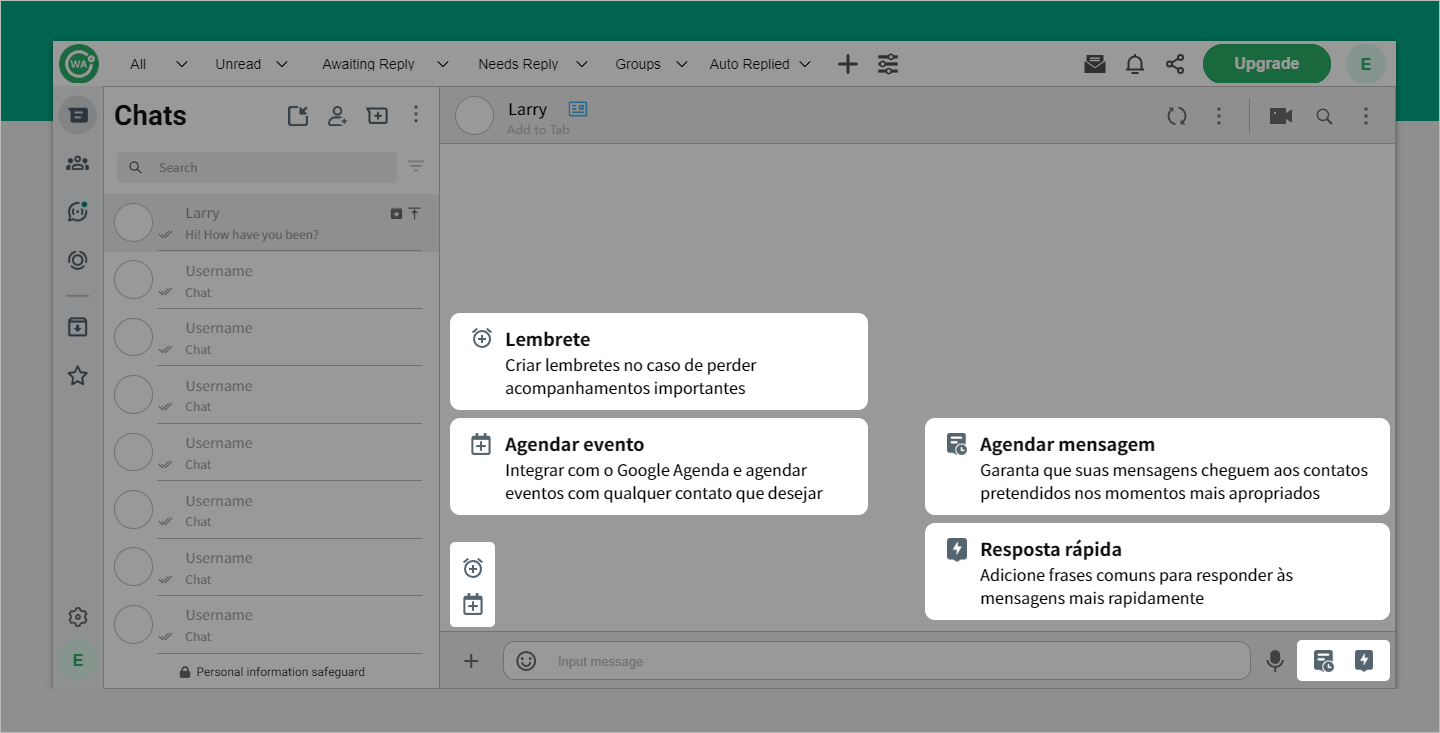 WA
All
Unread
Awaiting Reply
Needs Reply
Groups
Auto Replied
Upgrade
E
Chats
Search
Larry
Hi! How have you been?
Username
Chat
Username
Chat
Username
Chat
Username
Chat
Username
Chat
Username
Chat
Username
Chat
Personal information safeguard
E
Larry
Add to Tab
Lembrete
Criar lembretes no caso de perder
acompanhamentos importantes
Agendar evento
Integrar com o Google Agenda e agendar
eventos com qualquer contato que desejar
Agendar mensagem
Garanta que suas mensagens cheguem aos contatos
pretendidos nos momentos mais apropriados
Resposta rápida
Adicione frases comuns para responder às
mensagens mais rapidamente
Input message